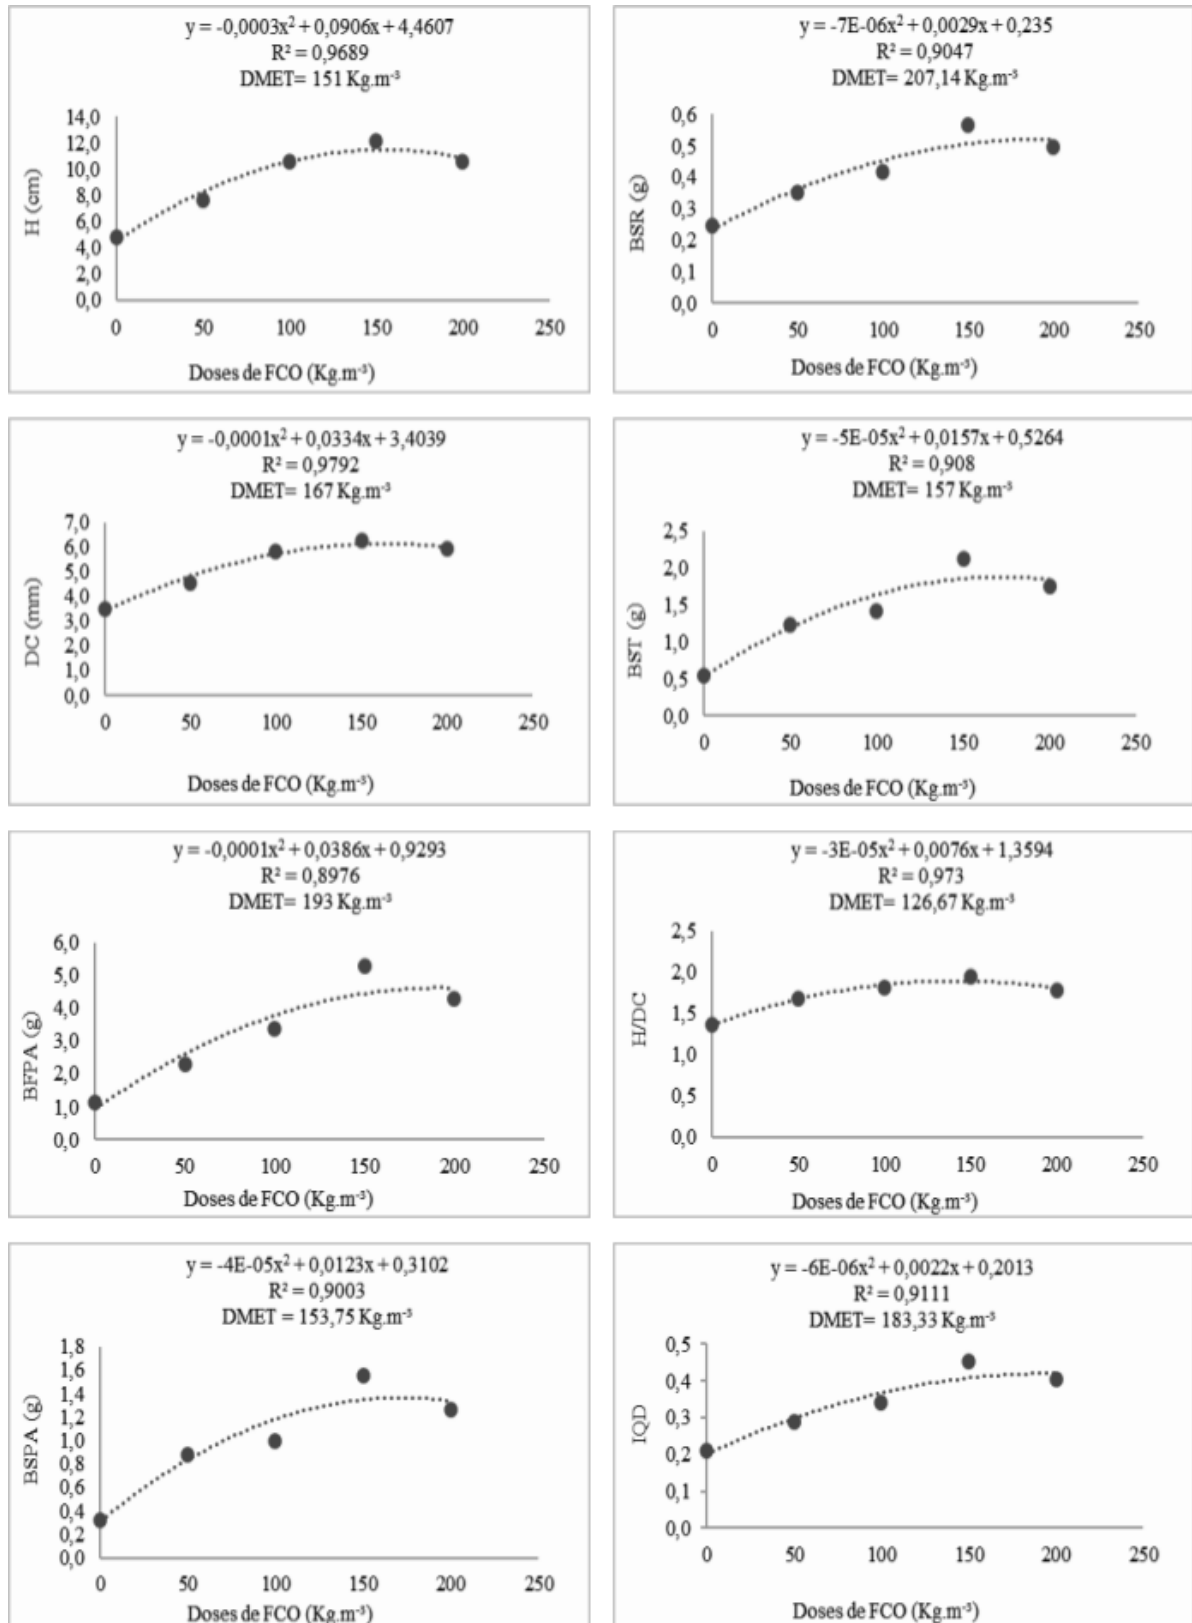 y = -0,0003x² + 0,0906x + 4,4607
R² = 0,9689
DMET= 151 Kg.m⁻³
H (cm)
14,0
12,0
10,0
8,0
6,0
4,0
2,0
0,0
0 50 100 150 200 250
Doses de FCO (Kg.m⁻³)
y = -7E-06x² + 0,0029x + 0,235
R² = 0,9047
DMET= 207,14 Kg.m⁻³
BSR (g)
0,6
0,5
0,4
0,3
0,2
0,1
0,0
0 50 100 150 200 250
Doses de FCO (Kg.m⁻³)
y = -0,0001x² + 0,0334x + 3,4039
R² = 0,9792
DMET= 167 Kg.m⁻³
DC (mm)
7,0
6,0
5,0
4,0
3,0
2,0
1,0
0,0
0 50 100 150 200 250
Doses de FCO (Kg.m⁻³)
y = -5E-05x² + 0,0157x + 0,5264
R² = 0,908
DMET= 157 Kg.m⁻³
BST (g)
2,5
2,0
1,5
1,0
0,5
0,0
0 50 100 150 200 250
Doses de FCO (Kg.m⁻³)
y = -0,0001x² + 0,0386x + 0,9293
R² = 0,8976
DMET= 193 Kg.m⁻³
BFPA (g)
6,0
5,0
4,0
3,0
2,0
1,0
0,0
0 50 100 150 200 250
Doses de FCO (Kg.m⁻³)
y = -3E-05x² + 0,0076x + 1,3594
R² = 0,973
DMET= 126,67 Kg.m⁻³
H/DC
2,5
2,0
1,5
1,0
0,5
0,0
0 50 100 150 200 250
Doses de FCO (Kg.m⁻³)
y = -4E-05x² + 0,0123x + 0,3102
R² = 0,9003
DMET = 153,75 Kg.m⁻³
BSPA (g)
1,8
1,6
1,4
1,2
1,0
0,8
0,6
0,4
0,2
0,0
0 50 100 150 200 250
Doses de FCO (Kg.m⁻³)
y = -6E-06x² + 0,0022x + 0,2013
R² = 0,9111
DMET= 183,33 Kg.m⁻³
IQD
0,5
0,4
0,3
0,2
0,1
0,0
0 50 100 150 200 250
Doses de FCO (Kg.m⁻³)